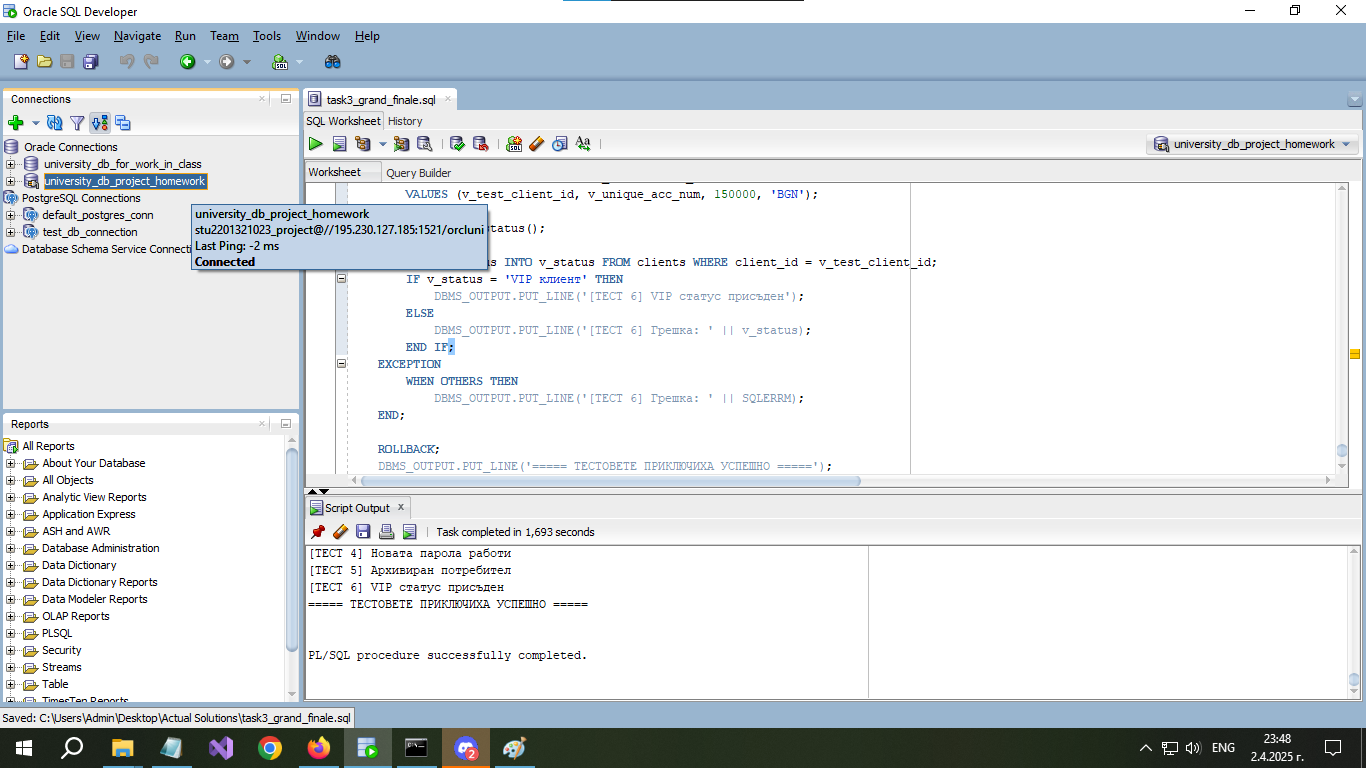 Oracle SQL Developer
File Edit View Navigate Run Team Tools Window Help
Connections
Oracle Connections
university_db_for_work_in_class
university_db_project_homework
PostgreSQL Connections
default_postgres_conn
test_db_connection
Database Schema Service Connecti
university_db_project_homework
stu2201321023_project@//195.230.127.185:1521/orcluni
Last Ping: -2 ms
Connected
Reports
All Reports
About Your Database
All Objects
Analytic View Reports
Application Express
ASH and AWR
Database Administration
Data Dictionary
Data Dictionary Reports
Data Modeler Reports
OLAP Reports
PLSQL
Security
Streams
Table
TimesTen Reports
task3_grand_finale.sql
SQL Worksheet History
university_db_project_homework
Worksheet Query Builder
VALUES (v_test_client_id, v_unique_acc_num, 150000, 'BGN');
tatus();
us INTO v_status FROM clients WHERE client_id = v_test_client_id;
IF v_status = 'VIP клиент' THEN
DBMS_OUTPUT.PUT_LINE('[ТЕСТ 6] VIP статус присъден');
ELSE
DBMS_OUTPUT.PUT_LINE('[ТЕСТ 6] Грешка: ' || v_status);
END IF;
EXCEPTION
WHEN OTHERS THEN
DBMS_OUTPUT.PUT_LINE('[ТЕСТ 6] Грешка: ' || SQLERRM);
END;
ROLLBACK;
DBMS_OUTPUT.PUT_LINE('===== ТЕСТОВЕТЕ ПРИКЛЮЧИХА УСПЕШНО =====');
Script Output
Task completed in 1,693 seconds
[ТЕСТ 4] Новата парола работи
[ТЕСТ 5] Архивиран потребител
[ТЕСТ 6] VIP статус присъден
===== ТЕСТОВЕТЕ ПРИКЛЮЧИХА УСПЕШНО =====
PL/SQL procedure successfully completed.
Saved: C:\Users\Admin\Desktop\Actual Solutions\task3_grand_finale.sql
2
ENG
23:48
2.4.2025 г.